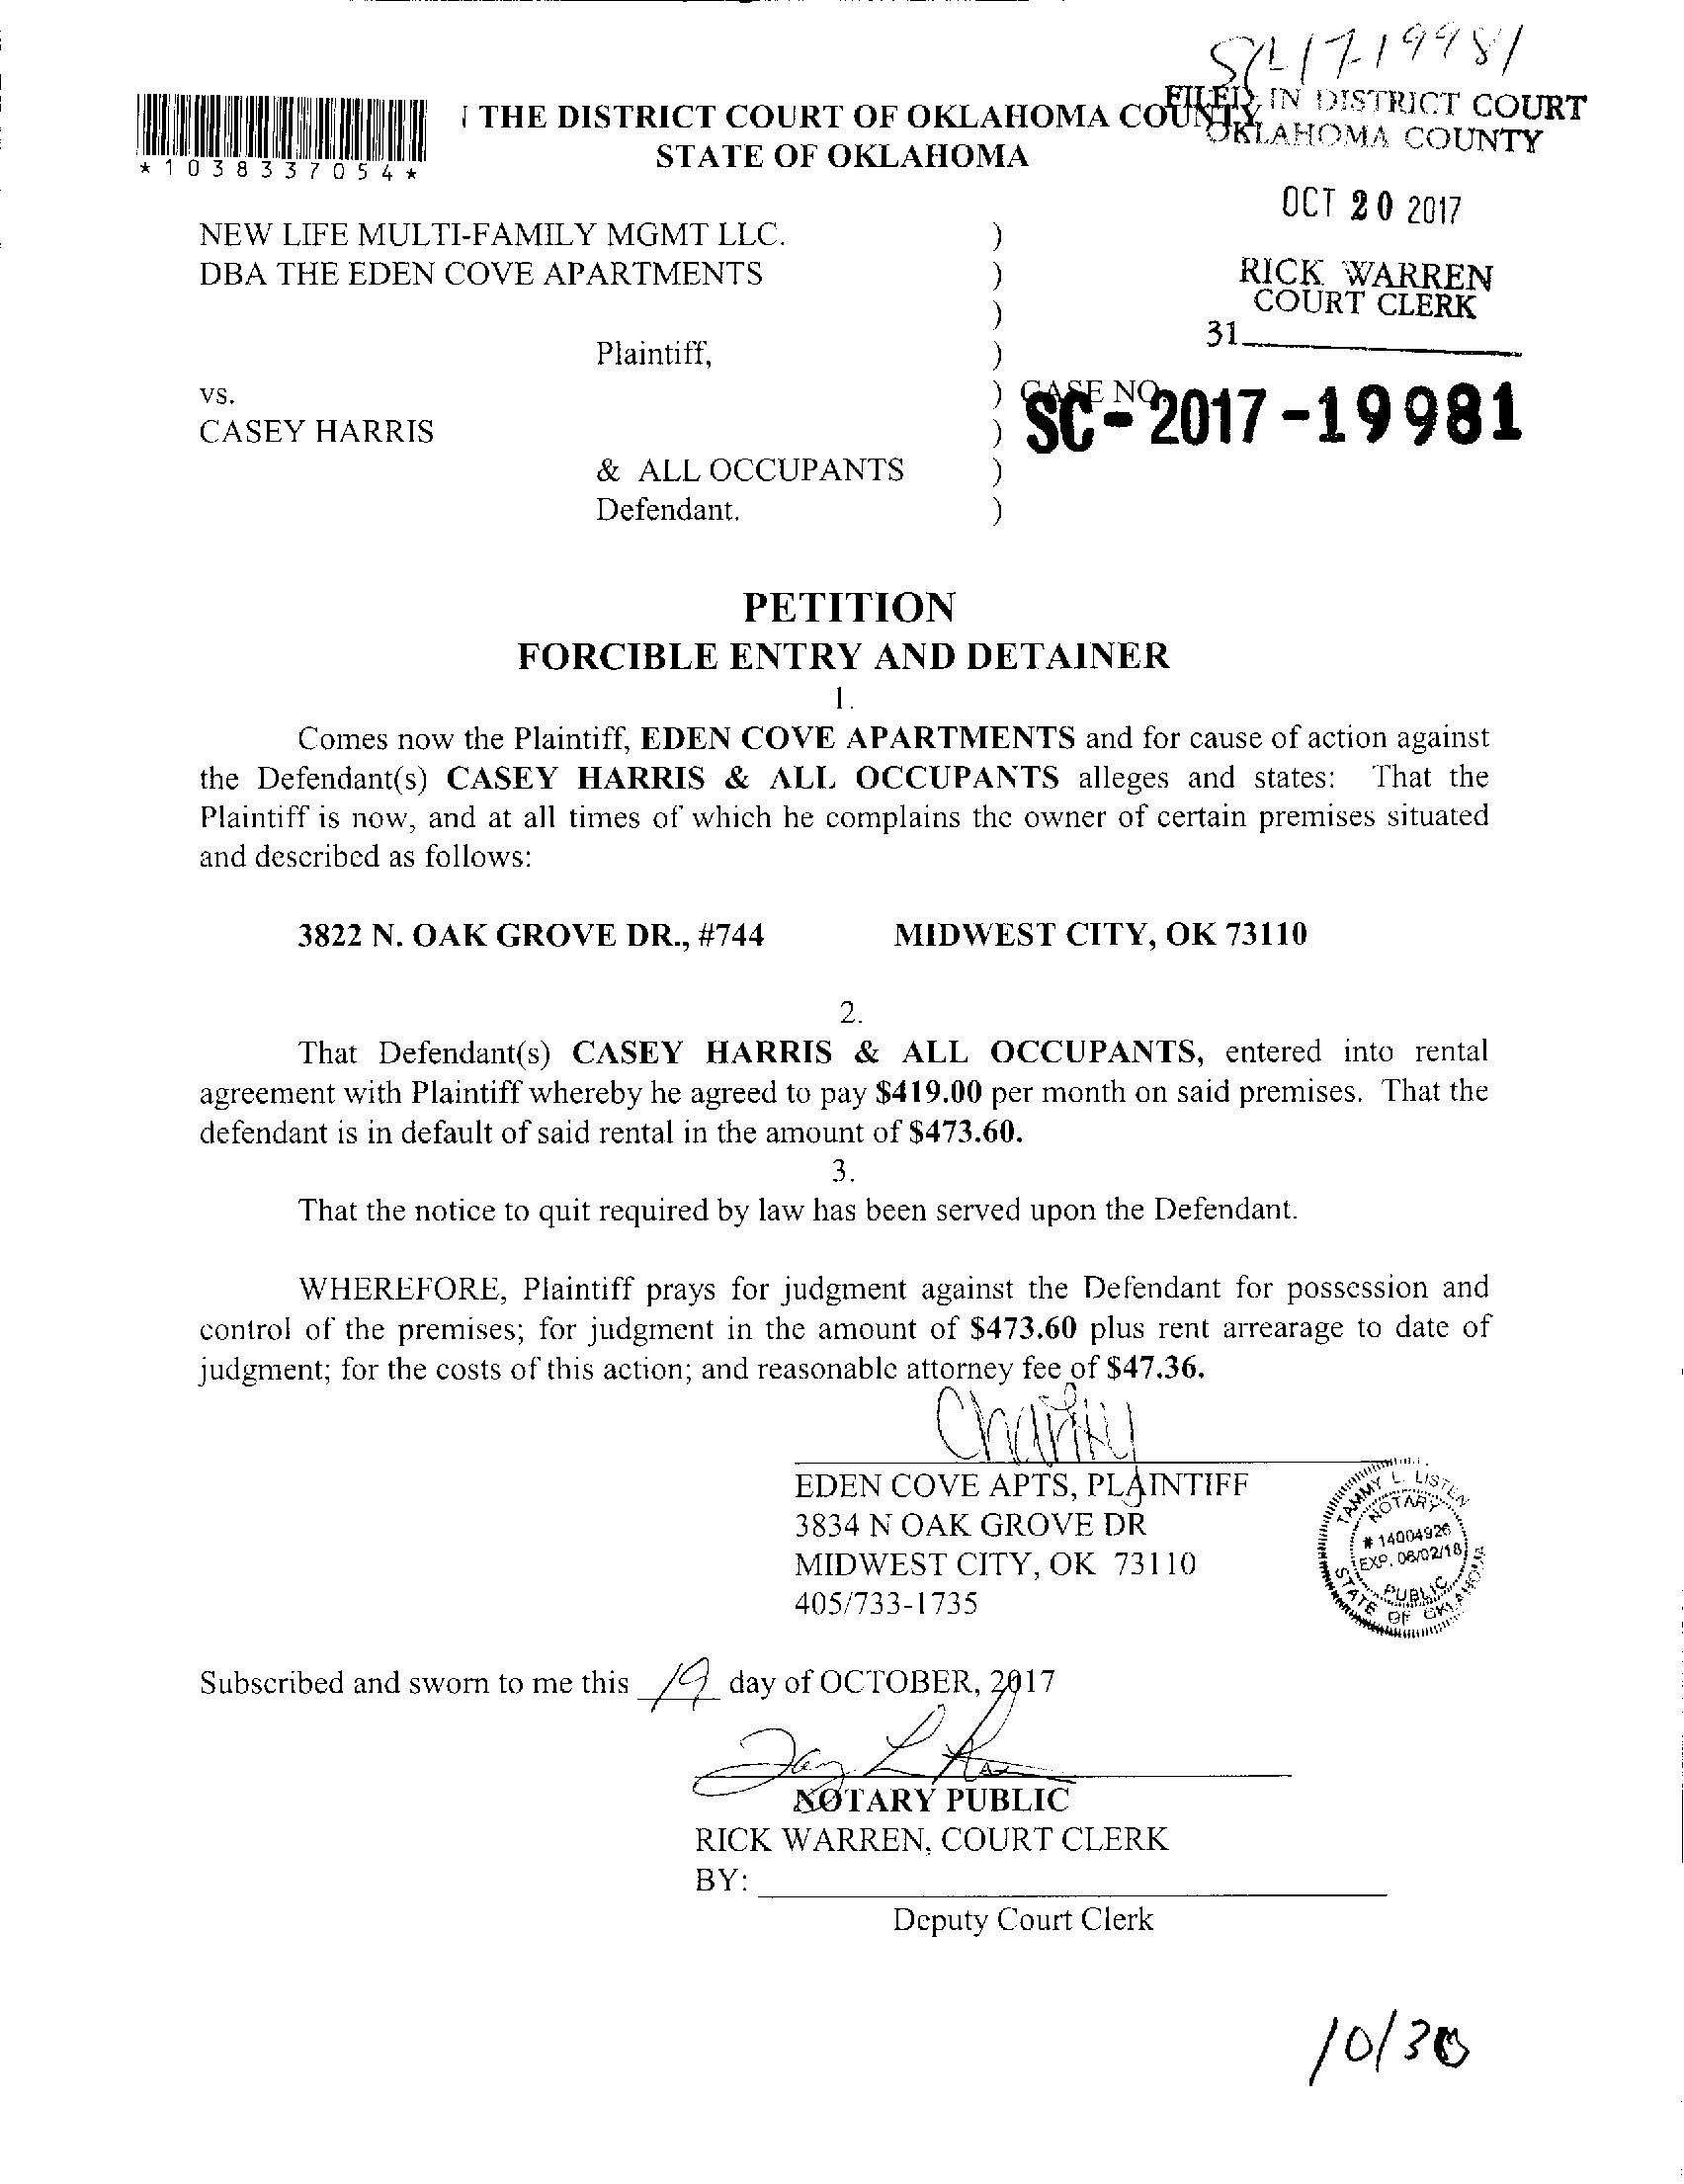 SC-17-19981
THE DISTRICT COURT OF OKLAHOMA COUNTY
STATE OF OKLAHOMA
*1038337054*
FILED IN DISTRICT COURT
OKLAHOMA COUNTY
OCT 20 2017
RICK WARREN
COURT CLERK
31
NEW LIFE MULTI-FAMILY MGMT LLC. )
DBA THE EDEN COVE APARTMENTS )
)
Plaintiff, )
vs. ) CASE NO.
SC-2017-19981
CASEY HARRIS )
& ALL OCCUPANTS )
Defendant. )
PETITION
FORCIBLE ENTRY AND DETAINER
1.
Comes now the Plaintiff, EDEN COVE APARTMENTS and for cause of action against
the Defendant(s) CASEY HARRIS & ALL OCCUPANTS alleges and states: That the
Plaintiff is now, and at all times of which he complains the owner of certain premises situated
and described as follows:
3822 N. OAK GROVE DR., #744 MIDWEST CITY, OK 73110
2.
That Defendant(s) CASEY HARRIS & ALL OCCUPANTS, entered into rental
agreement with Plaintiff whereby he agreed to pay $419.00 per month on said premises. That the
defendant is in default of said rental in the amount of $473.60.
3.
That the notice to quit required by law has been served upon the Defendant.
WHEREFORE, Plaintiff prays for judgment against the Defendant for possession and
control of the premises; for judgment in the amount of $473.60 plus rent arrearage to date of
judgment; for the costs of this action; and reasonable attorney fee of $47.36.
Charity
EDEN COVE APTS, PLAINTIFF
3834 N OAK GROVE DR
MIDWEST CITY, OK 73110
405/733-1735
TAMMY L. LISTEN
NOTARY
# 14004926
EXP. 06/02/18
PUBLIC
STATE OF OKLAHOMA
Subscribed and sworn to me this 19 day of OCTOBER, 2017
NOTARY PUBLIC
RICK WARREN, COURT CLERK
BY:
Deputy Court Clerk
10/30